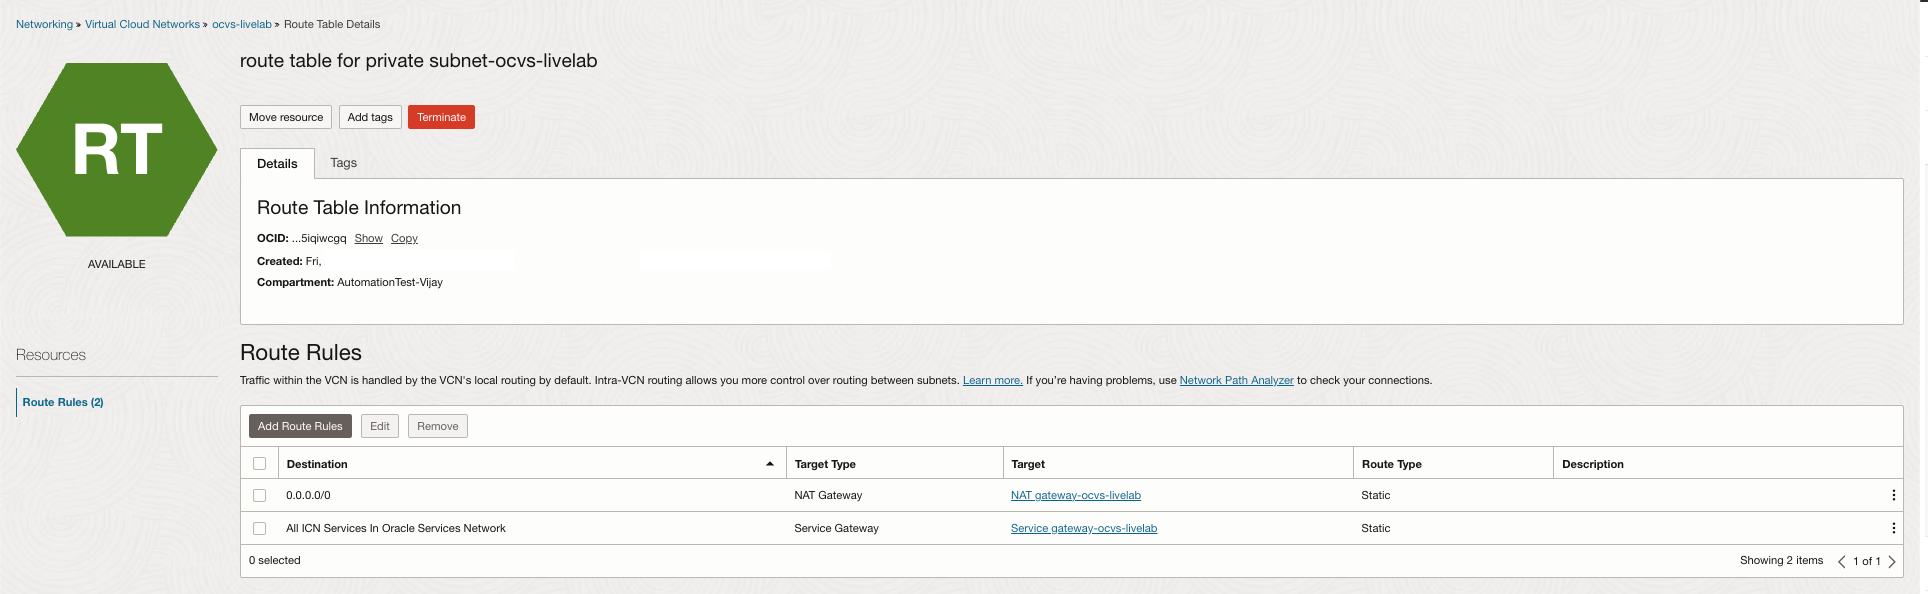 Networking » Virtual Cloud Networks » ocvs-livelab » Route Table Details
RT
AVAILABLE
route table for private subnet-ocvs-livelab
Move resource Add tags Terminate
Details Tags
Route Table Information
OCID: ...5iqiwcgq Show Copy
Created: Fri,
Compartment: AutomationTest-Vijay
Resources
Route Rules (2)
Route Rules
Traffic within the VCN is handled by the VCN's local routing by default. Intra-VCN routing allows you more control over routing between subnets. Learn more. If you're having problems, use Network Path Analyzer to check your connections.
Add Route Rules Edit Remove
Destination Target Type Target Route Type Description
0.0.0.0/0 NAT Gateway NAT gateway-ocvs-livelab Static
All ICN Services In Oracle Services Network Service Gateway Service gateway-ocvs-livelab Static
0 selected Showing 2 items 1 of 1